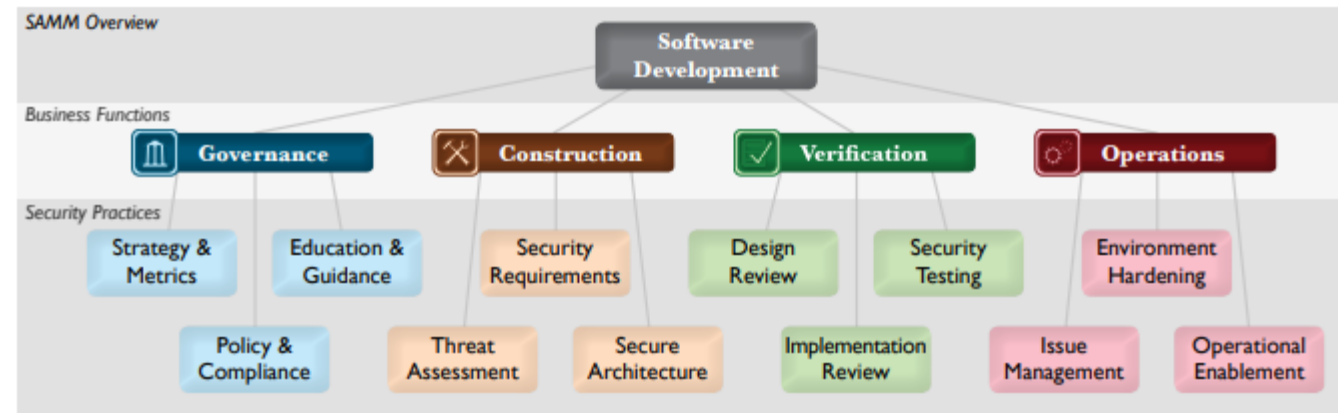 SAMM Overview
Software
Development
Business Functions
Governance
Construction
Verification
Operations
Security Practices
Strategy &
Metrics
Education &
Guidance
Security
Requirements
Design
Review
Security
Testing
Environment
Hardening
Policy &
Compliance
Threat
Assessment
Secure
Architecture
Implementation
Review
Issue
Management
Operational
Enablement